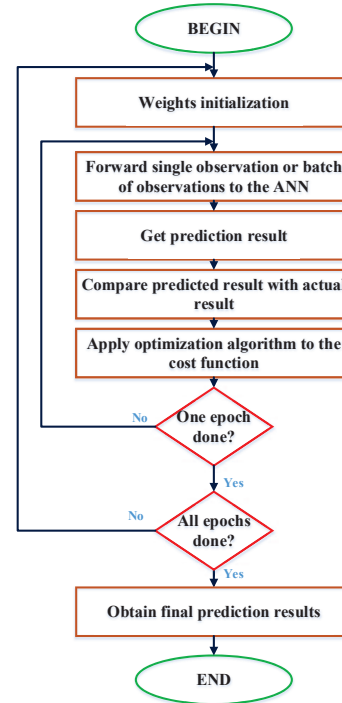 BEGIN
Weights initialization
Forward single observation or batch
of observations to the ANN
Get prediction result
Compare predicted result with actual
result
Apply optimization algorithm to the
cost function
No
One epoch
done?
Yes
No
All epochs
done?
Yes
Obtain final prediction results
END